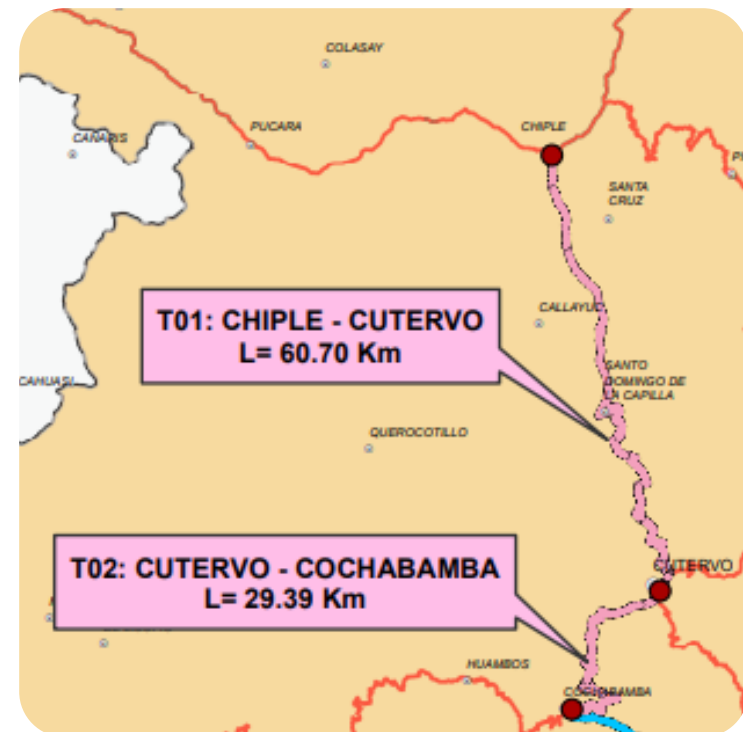 COLASAY
PUCARA
CHIPLE
CAÑARIS
SANTA
CRUZ
T01: CHIPLE - CUTERVO
L= 60.70 Km
CALLAYUC
SANTO
DOMINGO DE
LA CAPILLA
CAHUASI
QUEROCOTILLO
T02: CUTERVO - COCHABAMBA
L= 29.39 Km
CUTERVO
HUAMBOS
COCHABAMBA